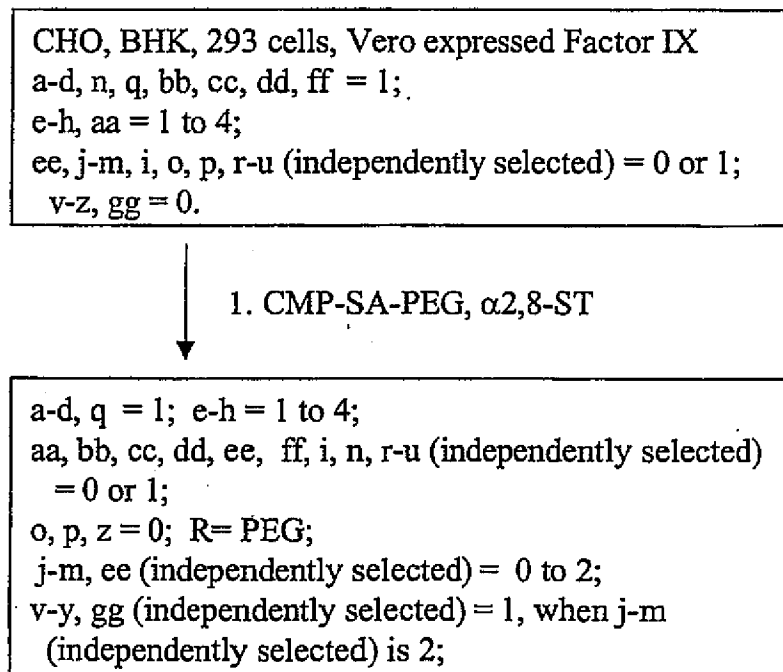 CHO, BHK, 293 cells, Vero expressed Factor IX
a-d, n, q, bb, cc, dd, ff = 1;
e-h, aa = 1 to 4;
ee, j-m, i, o, p, r-u (independently selected) = 0 or 1;
v-z, gg = 0.
1. CMP-SA-PEG, α2,8-ST
a-d, q = 1; e-h = 1 to 4;
aa, bb, cc, dd, ee, ff, i, n, r-u (independently selected)
= 0 or 1;
o, p, z = 0; R= PEG;
j-m, ee (independently selected) = 0 to 2;
v-y, gg (independently selected) = 1, when j-m
(independently selected) is 2;